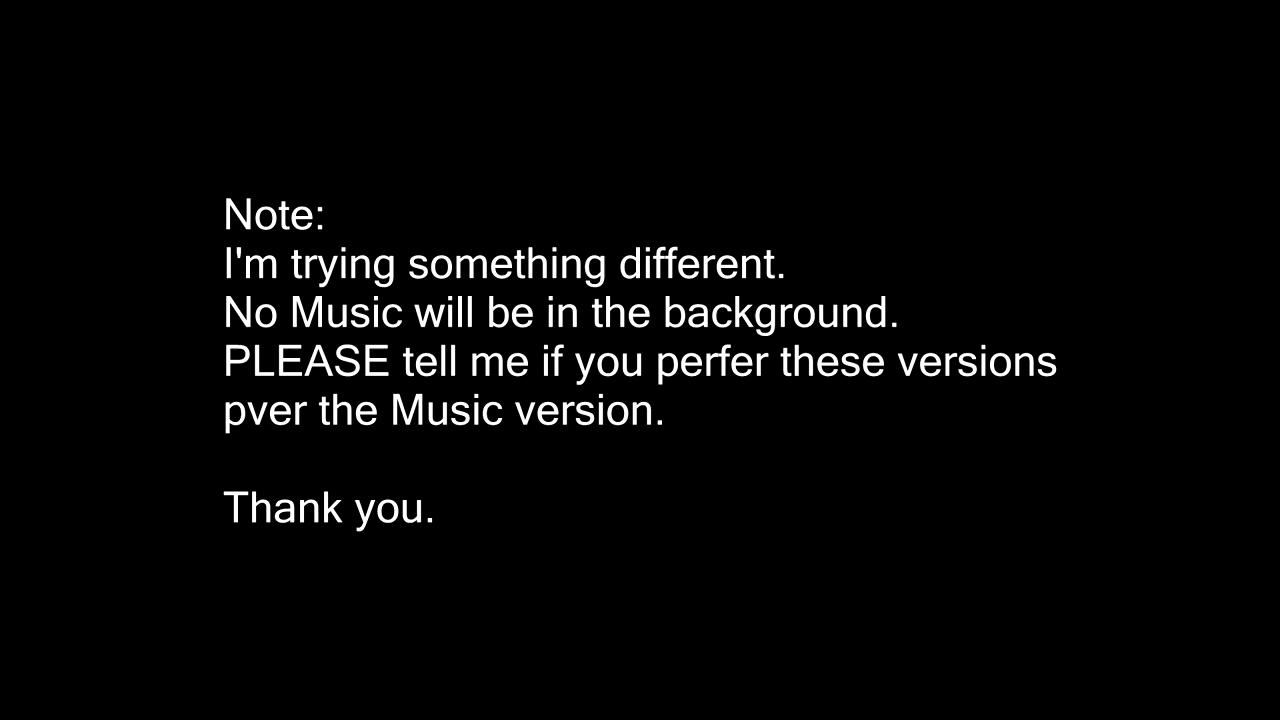 Note:
I'm trying something different.
No Music will be in the background.
PLEASE tell me if you perfer these versions
pver the Music version.
Thank you.